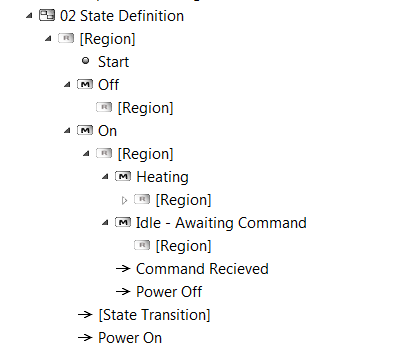 02 State Definition
[Region]
Start
Off
[Region]
On
[Region]
Heating
[Region]
Idle - Awaiting Command
[Region]
Command Recieved
Power Off
[State Transition]
Power On